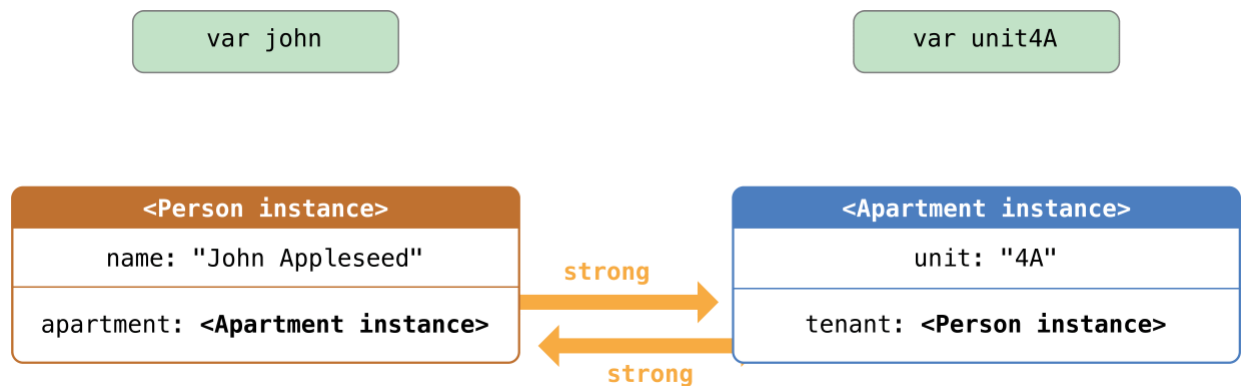 var john
var unit4A
<Person instance>
name: "John Appleseed"
apartment: <Apartment instance>
strong
strong
<Apartment instance>
unit: "4A"
tenant: <Person instance>